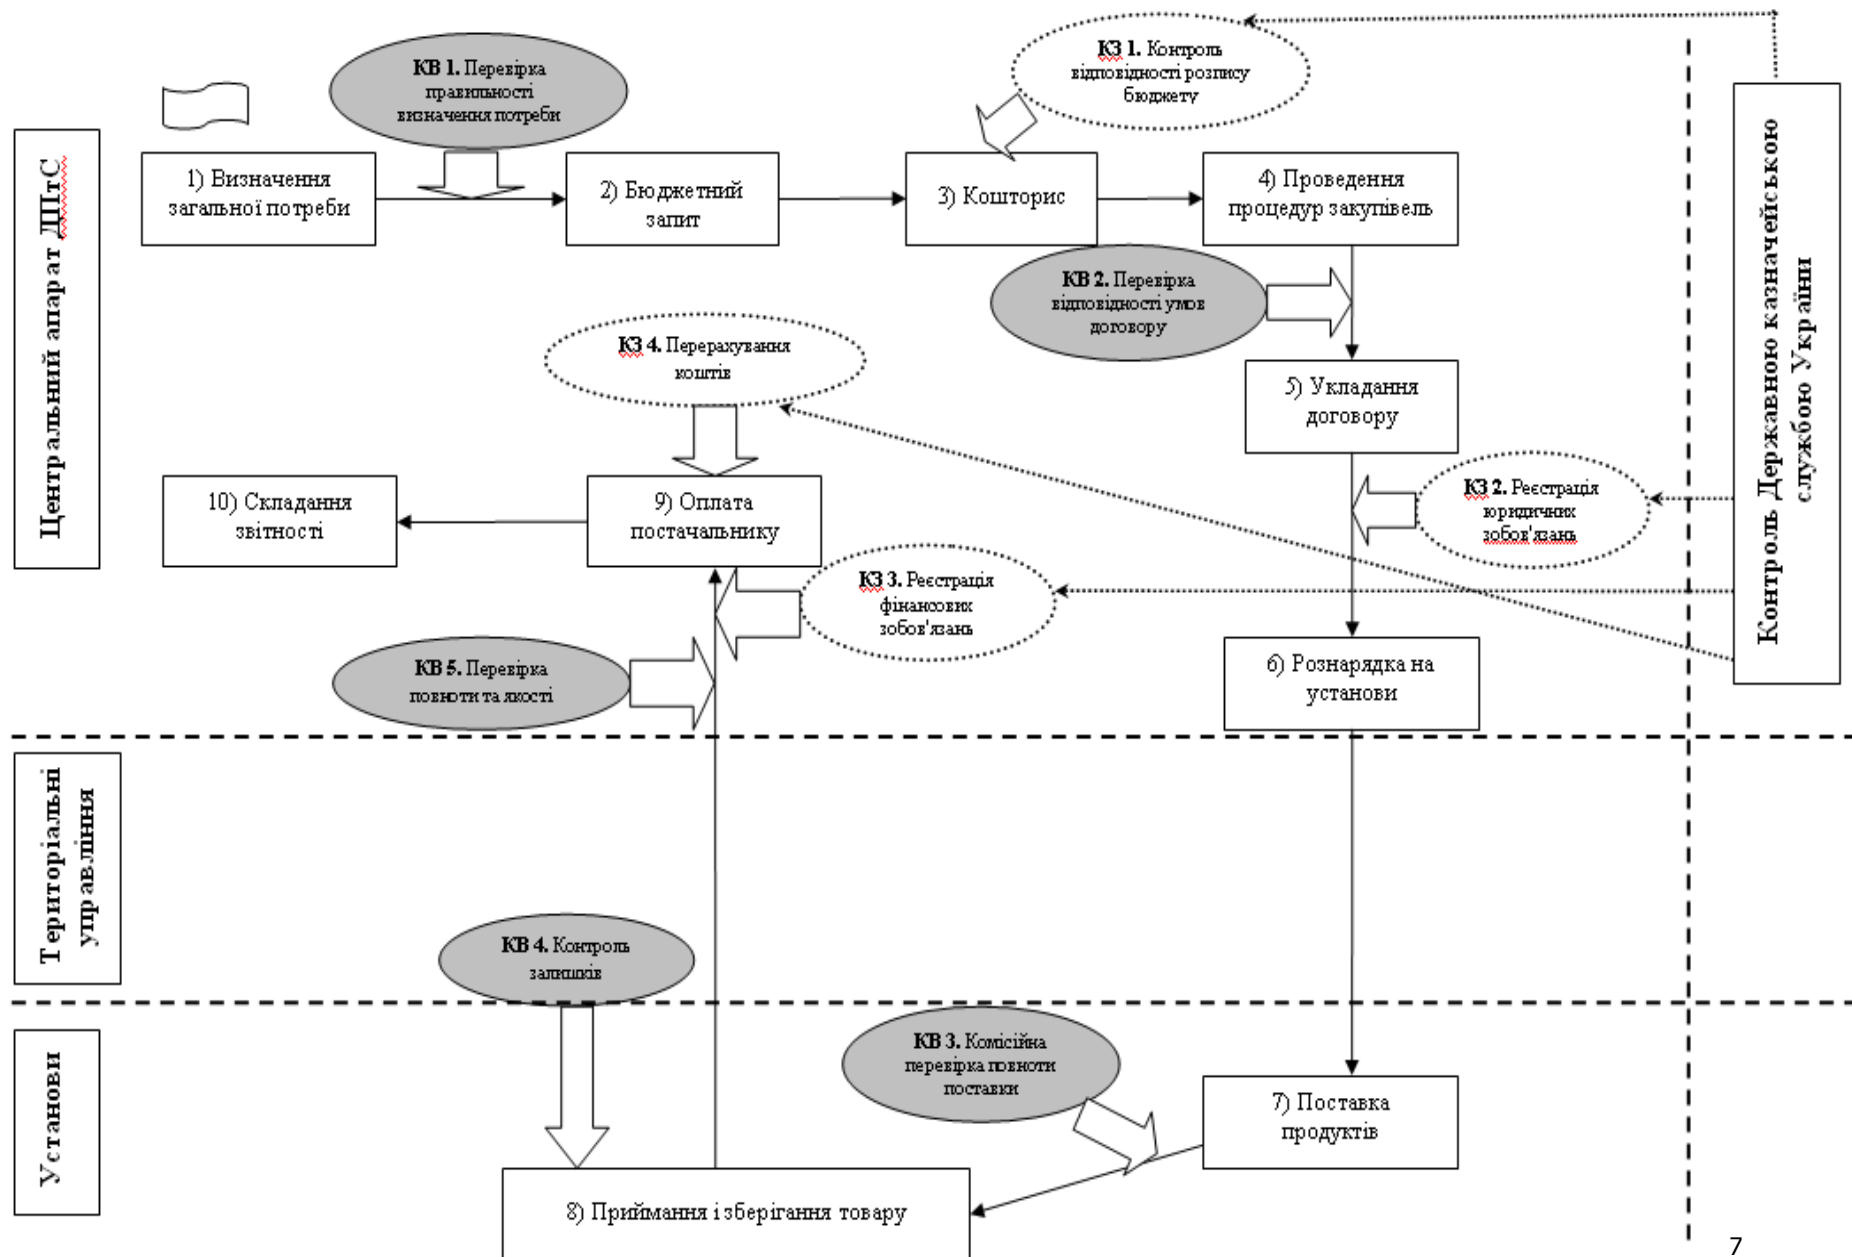 КВ 1. Перевірка
правильності
визначення потреби
КЗ 1. Контроль
відповідності розпису
бюджету
Центральний апарат ДПтС
1) Визначення
загальної потреби
2) Бюджетний
запит
3) Кошторис
4) Проведення
процедур закупівель
Контроль Державною казначейською
службою України
КВ 2. Перевірка
відповідності умов
договору
КЗ 4. Перерахування
коштів
5) Укладання
договору
10) Складання
звітності
9) Оплата
постачальнику
КЗ 2. Реєстрація
юридичних
зобов'язань
КЗ 3. Реєстрація
фінансових
зобов'язань
КВ 5. Перевірка
повноти та якості
6) Рознарядка на
установи
Територіальні
управління
КВ 4. Контроль
залишків
Установи
КВ 3. Комісійна
перевірка повноти
поставки
7) Поставка
продуктів
8) Приймання і зберігання товару
7